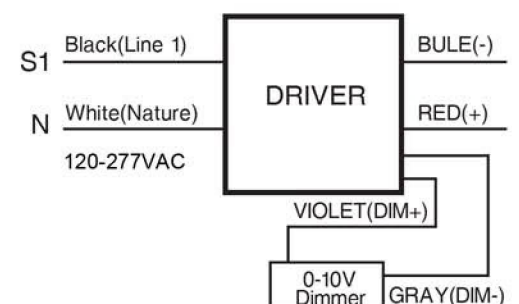 Black(Line 1)
BULE(-)
S1
DRIVER
White(Nature)
RED(+)
N
120-277VAC
VIOLET(DIM+)
0-10V
Dimmer
GRAY(DIM-)